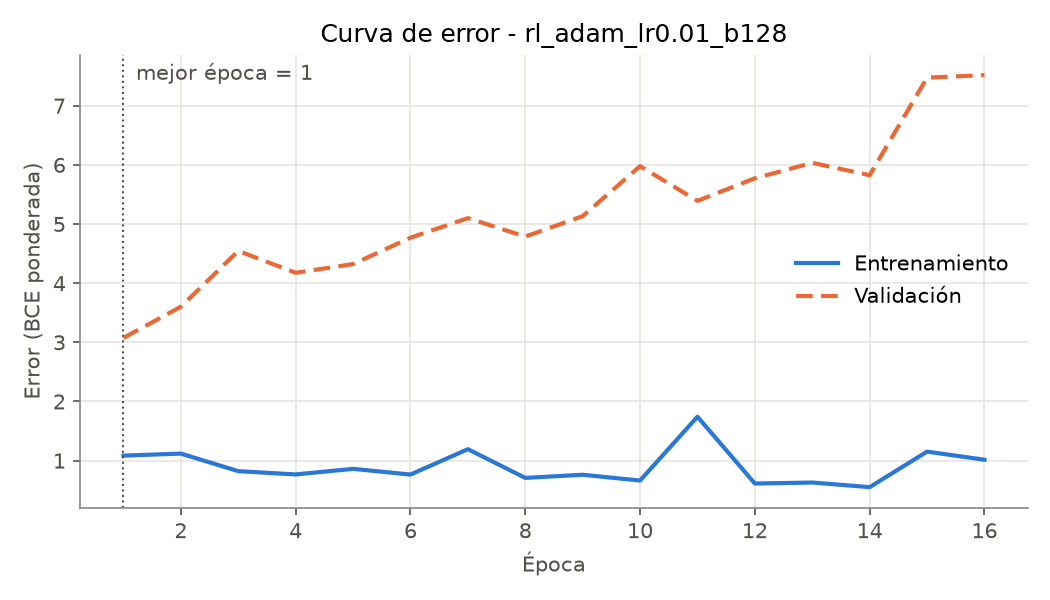 Curva de error - rl_adam_lr0.01_b128
mejor época = 1
7
6
5
4
3
2
1
Error (BCE ponderada)
Entrenamiento
Validación
2 4 6 8 10 12 14 16
Época